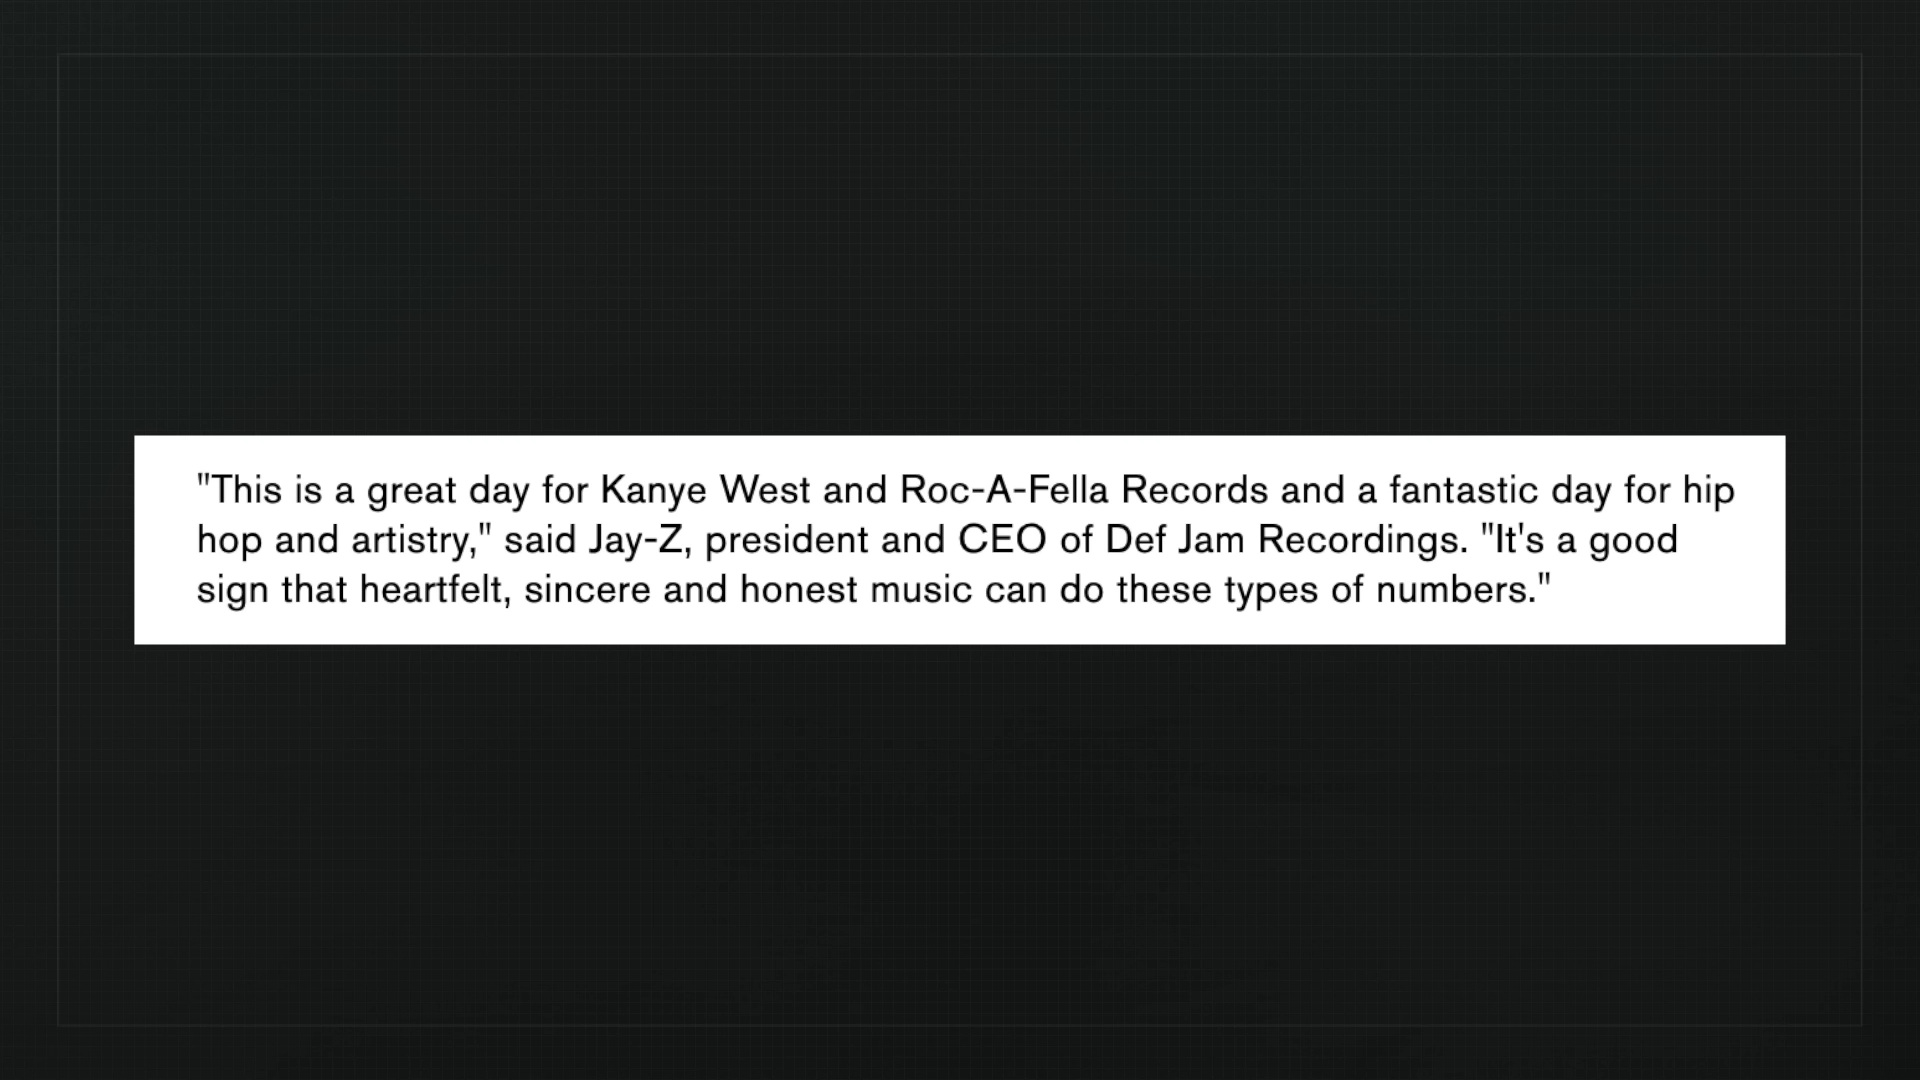 "This is a great day for Kanye West and Roc-A-Fella Records and a fantastic day for hip
hop and artistry," said Jay-Z, president and CEO of Def Jam Recordings. "It's a good
sign that heartfelt, sincere and honest music can do these types of numbers."